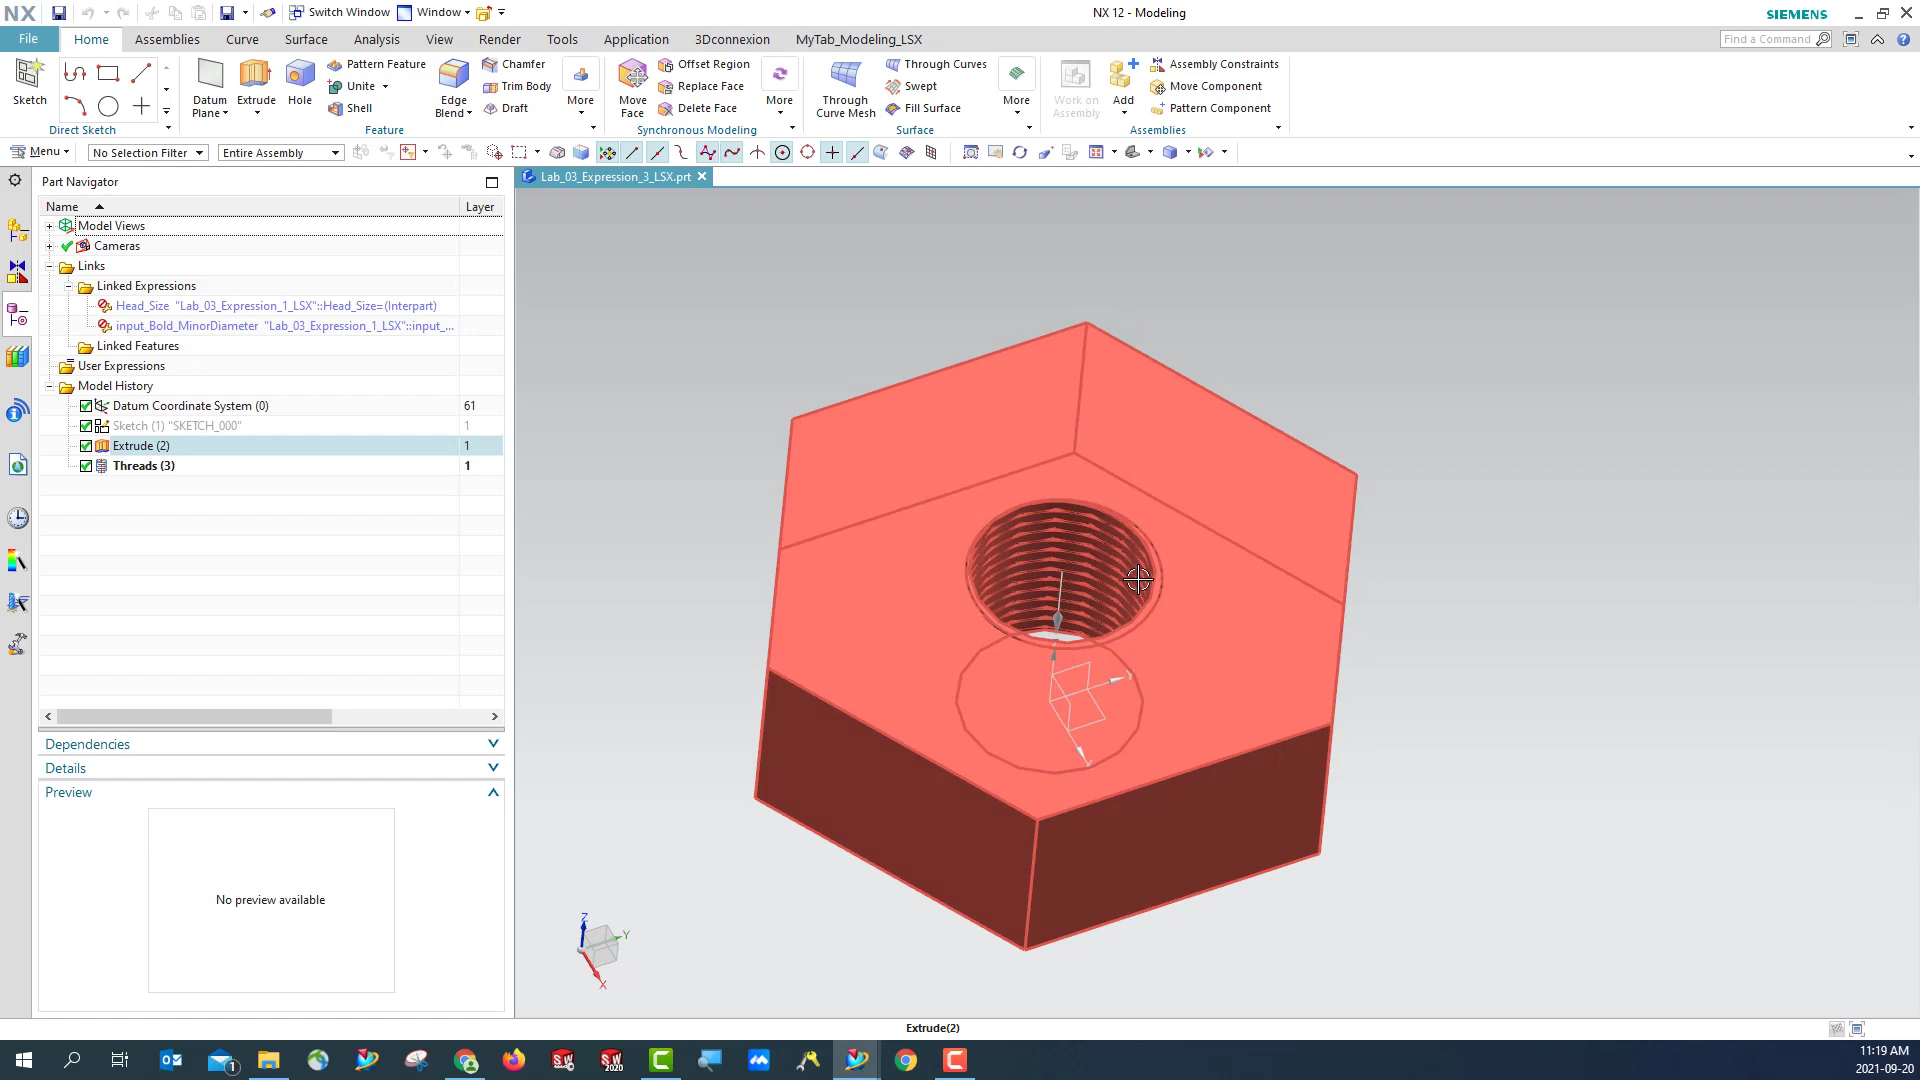 NX Switch Window Window NX 12 - Modeling SIEMENS
File Home Assemblies Curve Surface Analysis View Render Tools Application 3Dconnexion MyTab_Modeling_LSX Find a Command
Sketch
Direct Sketch
Datum Plane
Extrude
Hole
Pattern Feature
Unite
Shell
Edge Blend
Chamfer
Trim Body
Draft
More
Feature
Move Face
Offset Region
Replace Face
Delete Face
More
Synchronous Modeling
Through Curve Mesh
Through Curves
Swept
Fill Surface
More
Surface
Work on Assembly
Add
Assembly Constraints
Move Component
Pattern Component
Assemblies
Menu No Selection Filter Entire Assembly
Part Navigator
Lab_03_Expression_3_LSX.prt
Name Layer
Model Views
Cameras
Links
Linked Expressions
Head_Size "Lab_03_Expression_1_LSX"::Head_Size=(Interpart)
input_Bold_MinorDiameter "Lab_03_Expression_1_LSX"::input_...
Linked Features
User Expressions
Model History
Datum Coordinate System (0) 61
Sketch (1) "SKETCH_000" 1
Extrude (2) 1
Threads (3) 1
Dependencies
Details
Preview
No preview available
Z
Y
X
Extrude(2)
11:19 AM
2021-09-20